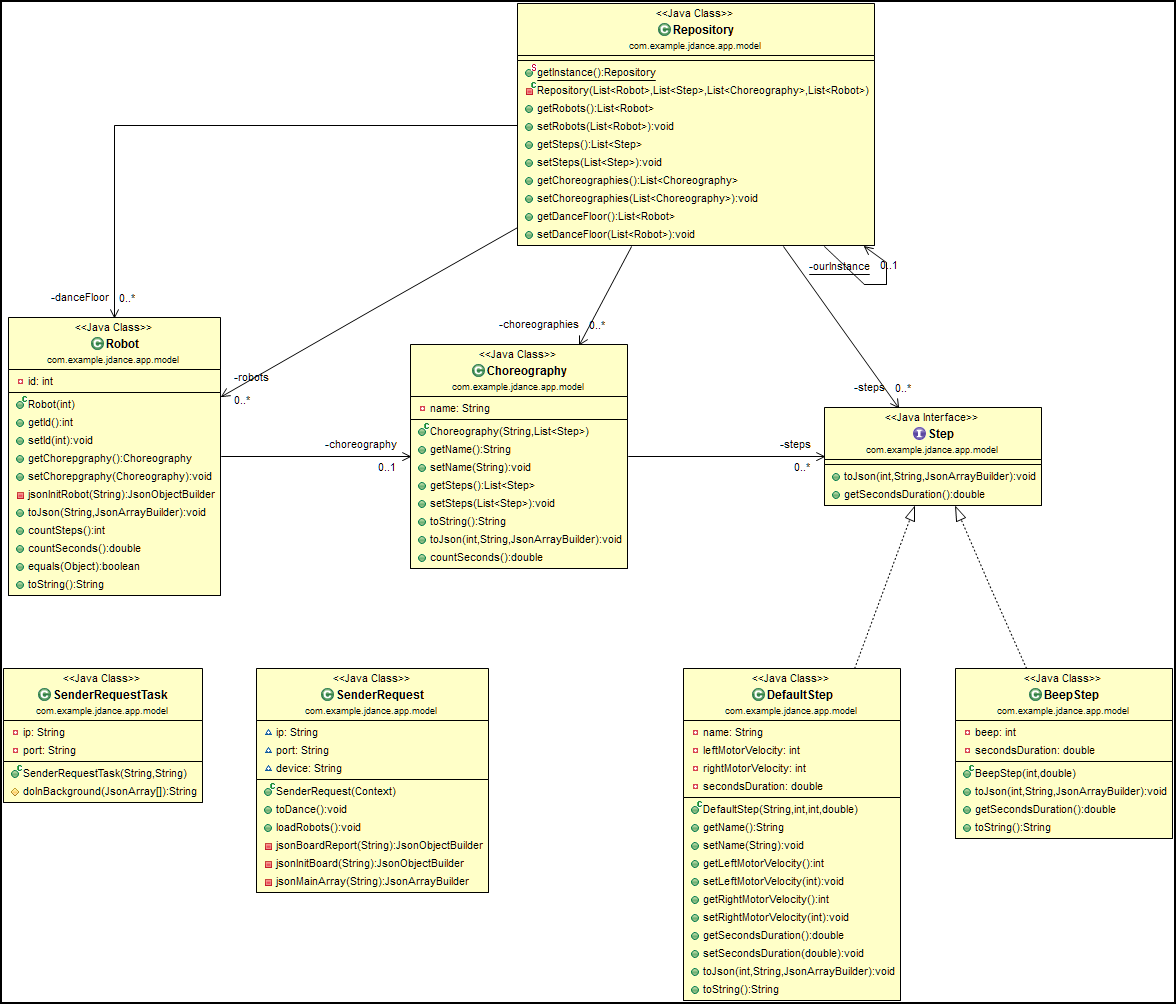 <<Java Class>>
Repository
com.example.jdance.app.model
getInstance():Repository
Repository(List<Robot>,List<Step>,List<Choreography>,List<Robot>)
getRobots():List<Robot>
setRobots(List<Robot>):void
getSteps():List<Step>
setSteps(List<Step>):void
getChoreographies():List<Choreography>
setChoreographies(List<Choreography>):void
getDanceFloor():List<Robot>
setDanceFloor(List<Robot>):void
-ourInstance 0..1
-danceFloor 0..*
-robots
0..*
-choreographies 0..*
-steps 0..*
<<Java Class>>
Robot
com.example.jdance.app.model
id: int
Robot(int)
getId():int
setId(int):void
getChorepgraphy():Choreography
setChorepgraphy(Choreography):void
jsonInitRobot(String):JsonObjectBuilder
toJson(String,JsonArrayBuilder):void
countSteps():int
countSeconds():double
equals(Object):boolean
toString():String
-choreography
0..1
<<Java Class>>
Choreography
com.example.jdance.app.model
name: String
Choreography(String,List<Step>)
getName():String
setName(String):void
getSteps():List<Step>
setSteps(List<Step>):void
toString():String
toJson(int,String,JsonArrayBuilder):void
countSeconds():double
-steps
0..*
<<Java Interface>>
Step
com.example.jdance.app.model
toJson(int,String,JsonArrayBuilder):void
getSecondsDuration():double
<<Java Class>>
SenderRequestTask
com.example.jdance.app.model
ip: String
port: String
SenderRequestTask(String,String)
doInBackground(JsonArray[]):String
<<Java Class>>
SenderRequest
com.example.jdance.app.model
ip: String
port: String
device: String
SenderRequest(Context)
toDance():void
loadRobots():void
jsonBoardReport(String):JsonObjectBuilder
jsonInitBoard(String):JsonObjectBuilder
jsonMainArray(String):JsonArrayBuilder
<<Java Class>>
DefaultStep
com.example.jdance.app.model
name: String
leftMotorVelocity: int
rightMotorVelocity: int
secondsDuration: double
DefaultStep(String,int,int,double)
getName():String
setName(String):void
getLeftMotorVelocity():int
setLeftMotorVelocity(int):void
getRightMotorVelocity():int
setRightMotorVelocity(int):void
getSecondsDuration():double
setSecondsDuration(double):void
toJson(int,String,JsonArrayBuilder):void
toString():String
<<Java Class>>
BeepStep
com.example.jdance.app.model
beep: int
secondsDuration: double
BeepStep(int,double)
toJson(int,String,JsonArrayBuilder):void
getSecondsDuration():double
toString():String